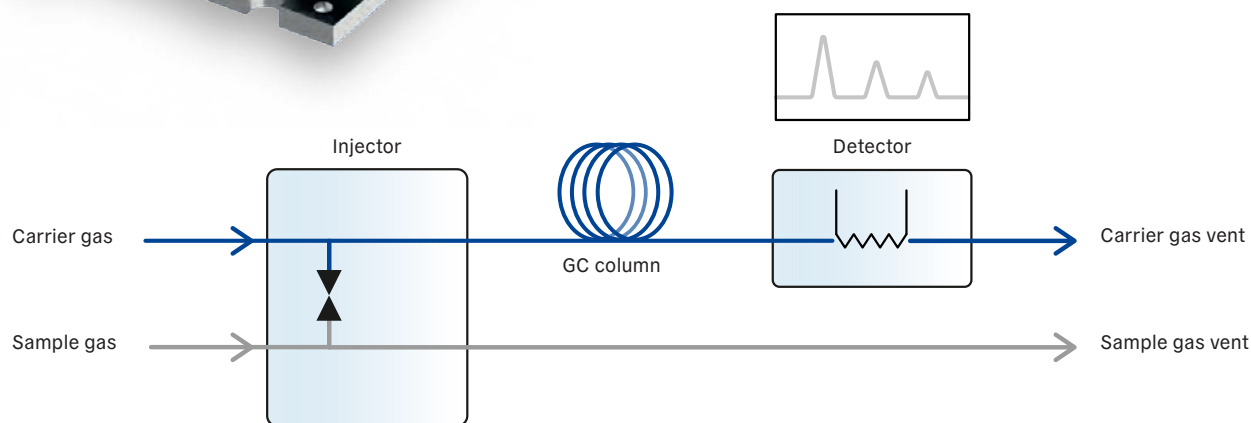 Injector
Detector
Carrier gas
Carrier gas vent
GC column
Sample gas
Sample gas vent